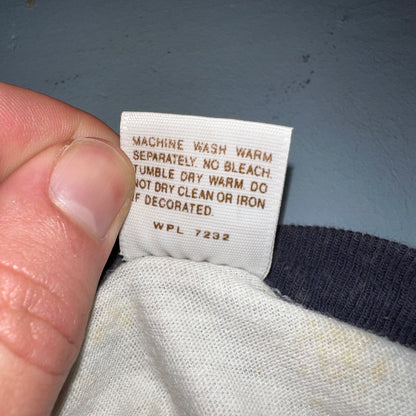 MACHINE WASH WARM
SEPARATELY. NO BLEACH.
TUMBLE DRY WARM. DO
NOT DRY CLEAN OR IRON
IF DECORATED.
WPL 7232